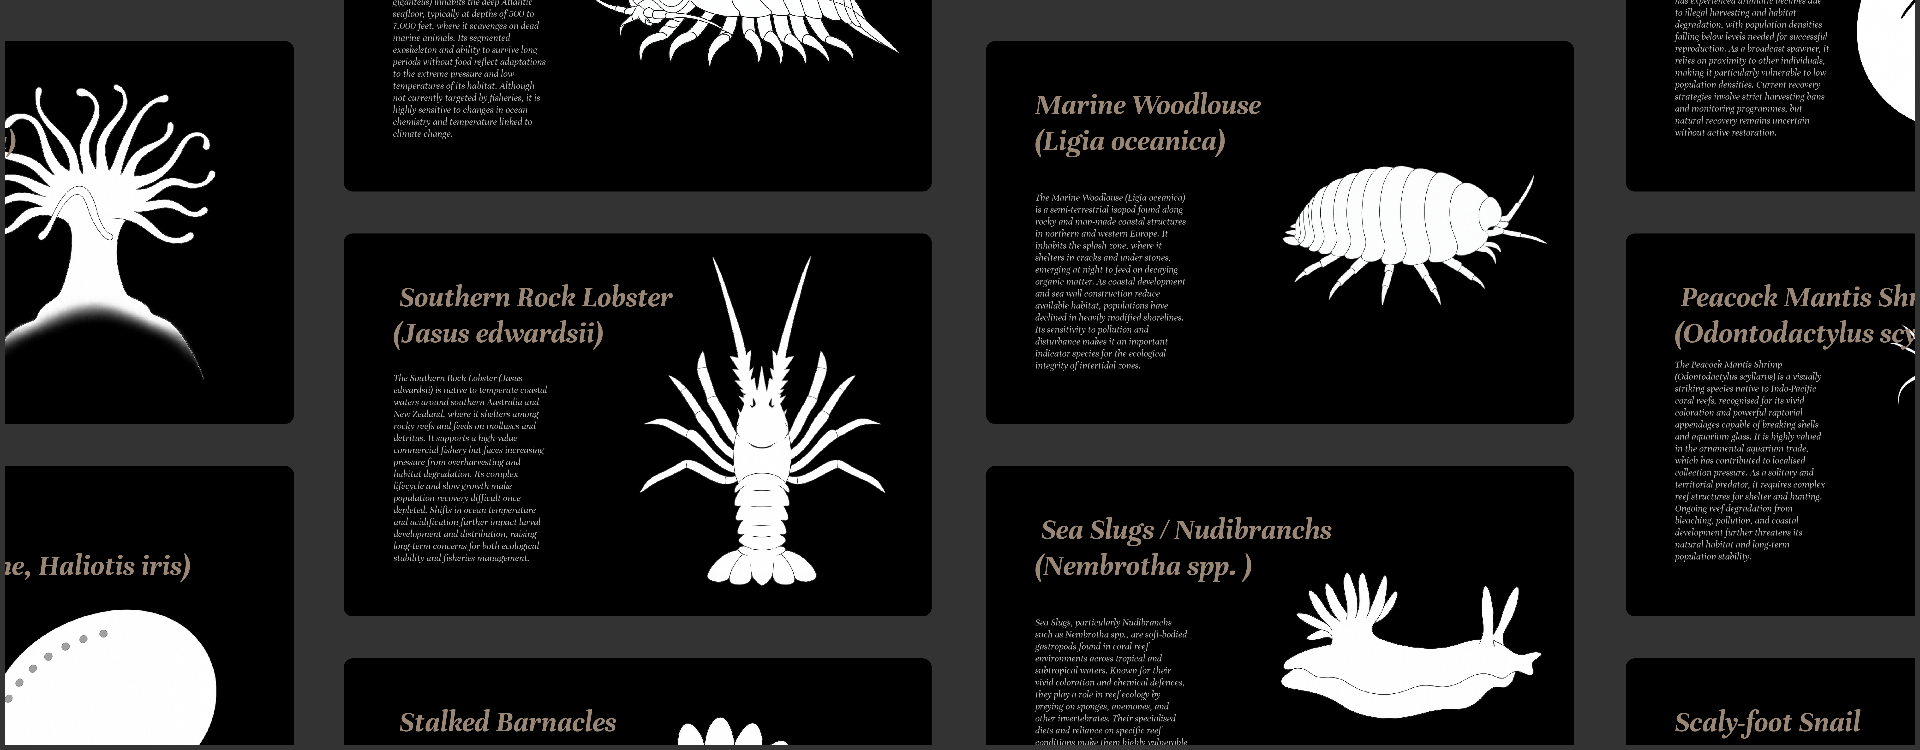 )
ne, Haliotis iris)
giganteus) inhabits the deep Atlantic
seafloor, typically at depths of 500 to
7,000 feet, where it scavenges on dead
marine animals. Its segmented
exoskeleton and ability to survive long
periods without food reflect adaptations
to the extreme pressure and low
temperatures of its habitat. Although
not currently targeted by fisheries, it is
highly sensitive to changes in ocean
chemistry and temperature linked to
climate change.
Southern Rock Lobster
(Jasus edwardsii)
The Southern Rock Lobster (Jasus
edwardsii) is native to temperate coastal
waters around southern Australia and
New Zealand, where it shelters among
rocky reefs and feeds on molluscs and
detritus. It supports a high-value
commercial fishery but faces increasing
pressure from overharvesting and
habitat degradation. Its complex
lifecycle and slow growth make
population recovery difficult once
depleted. Shifts in ocean temperature
and acidification further impact larval
development and distribution, raising
long-term concerns for both ecological
stability and fisheries management.
Stalked Barnacles
Marine Woodlouse
(Ligia oceanica)
The Marine Woodlouse (Ligia oceanica)
is a semi-terrestrial isopod found along
rocky and man-made coastal structures
in northern and western Europe. It
inhabits the splash zone, where it
shelters in cracks and under stones,
emerging at night to feed on decaying
organic matter. As coastal development
and sea wall construction reduce
available habitat, populations have
declined in heavily modified shorelines.
Its sensitivity to pollution and
disturbance makes it an important
indicator species for the ecological
integrity of intertidal zones.
Sea Slugs / Nudibranchs
(Nembrotha spp. )
Sea Slugs, particularly Nudibranchs
such as Nembrotha spp., are soft-bodied
gastropods found in coral reef
environments across tropical and
subtropical waters. Known for their
vivid coloration and chemical defences,
they play a role in reef ecology by
preying on sponges, anemones, and
other invertebrates. Their specialised
diets and reliance on specific reef
conditions make them highly vulnerable
has experienced dramatic declines due
to illegal harvesting and habitat
degradation, with population densities
falling below levels needed for successful
reproduction. As a broadcast spawner, it
relies on proximity to other individuals,
making it particularly vulnerable to low
population densities. Current recovery
strategies involve strict harvesting bans
and monitoring programmes, but
natural recovery remains uncertain
without active restoration.
Peacock Mantis Shr
(Odontodactylus scy
The Peacock Mantis Shrimp
(Odontodactylus scyllarus) is a visually
striking species native to Indo-Pacific
coral reefs, recognised for its vivid
coloration and powerful raptorial
appendages capable of breaking shells
and aquarium glass. It is highly valued
in the ornamental aquarium trade,
which has contributed to localised
collection pressure. As a solitary and
territorial predator, it requires complex
reef structures for shelter and hunting.
Ongoing reef degradation from
bleaching, pollution, and coastal
development further threatens its
natural habitat and long-term
population stability.
Scaly-foot Snail